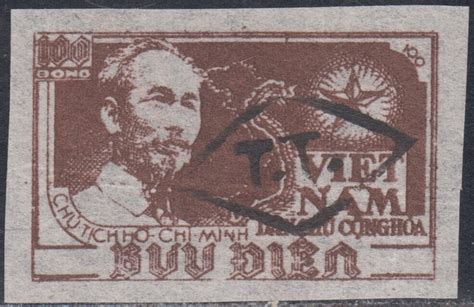 100
ĐỒNG
100
T.T.
VIỆT
NAM
DÂN CHỦ CỘNG HÒA
CHỦ TỊCH HỒ-CHÍ-MINH
BƯU ĐIỆN